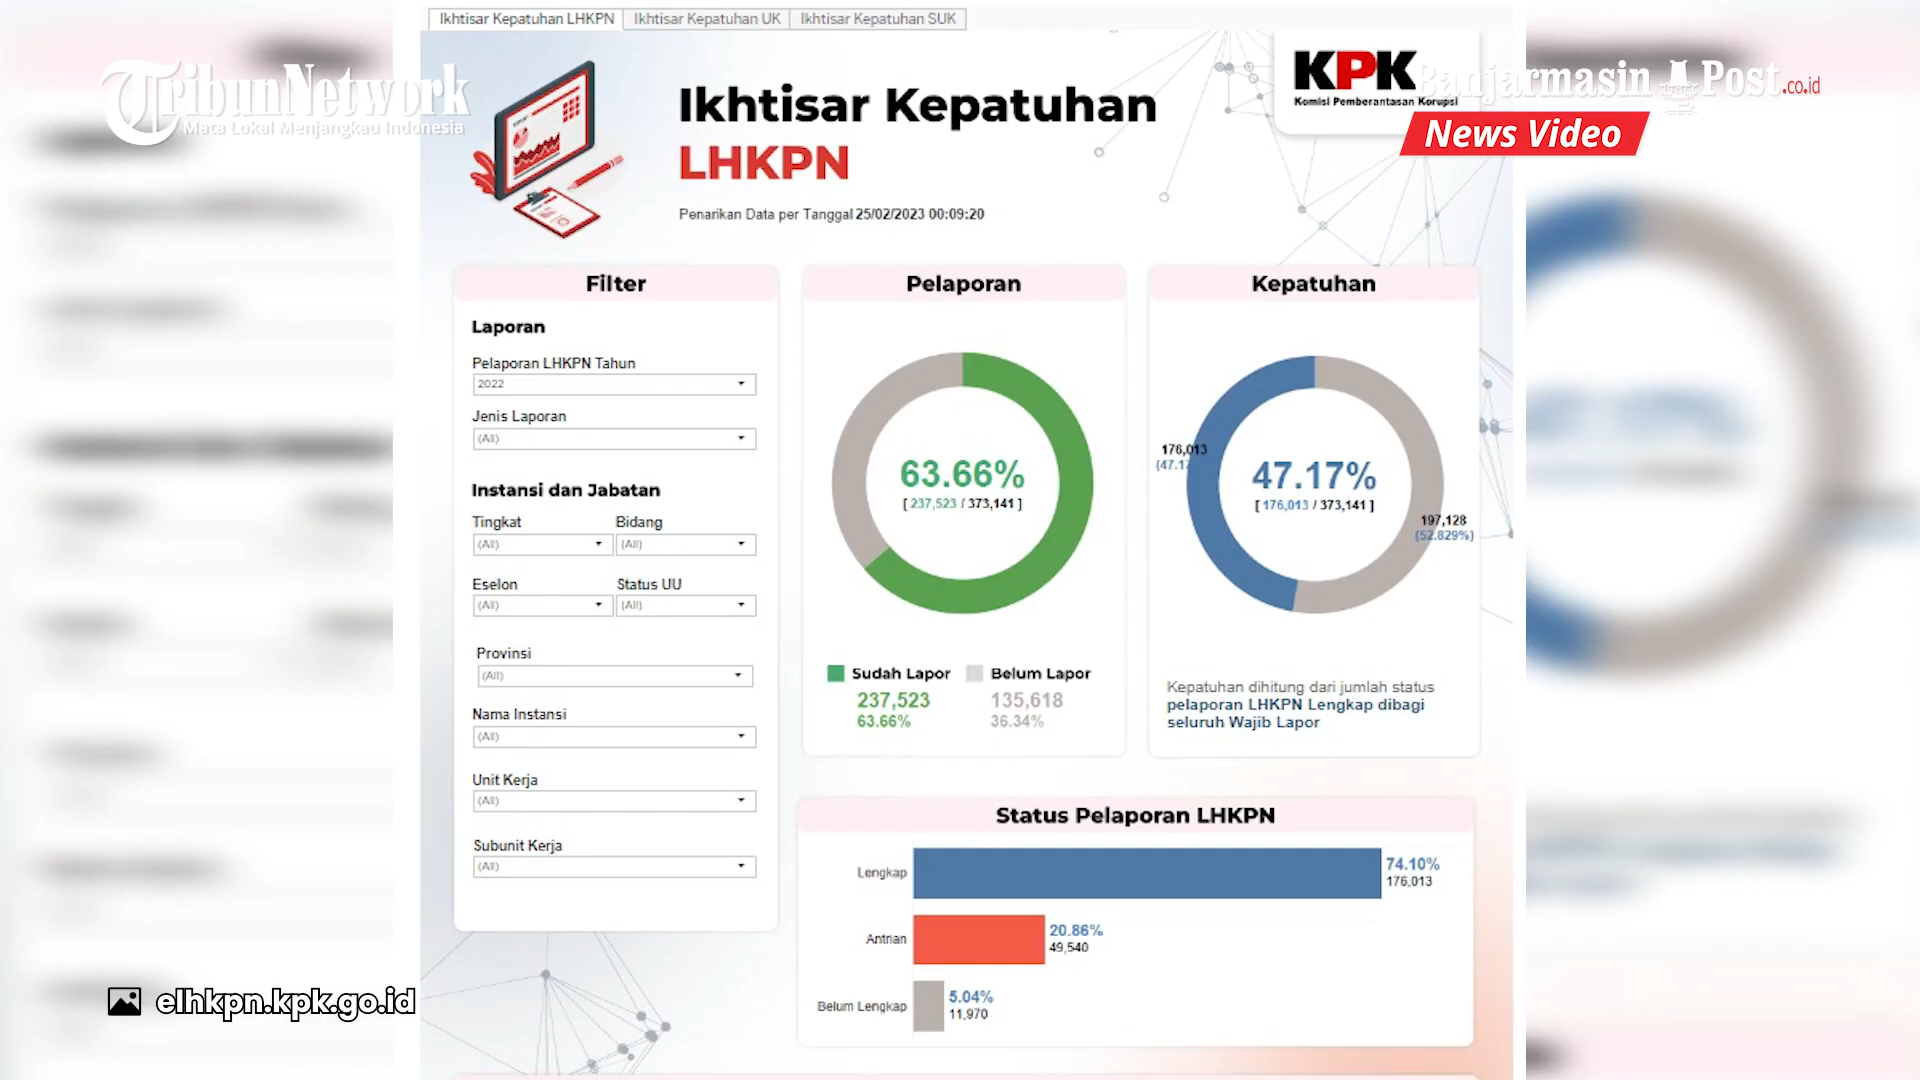 Ikhtisar Kepatuhan LHKPN
Ikhtisar Kepatuhan UK
Ikhtisar Kepatuhan SUK
TribunNetwork
Mata Lokal Menjangkau Indonesia
Ikhtisar Kepatuhan
LHKPN
Penarikan Data per Tanggal 25/02/2023 00:09:20
KPK
Komisi Pemberantasan Korupsi
Banjarmasin Post.co.id
News Video
Filter
Laporan
Pelaporan LHKPN Tahun
2022
Jenis Laporan
(All)
Instansi dan Jabatan
Tingkat
(All)
Bidang
(All)
Eselon
(All)
Status UU
(All)
Provinsi
(All)
Nama Instansi
(All)
Unit Kerja
(All)
Subunit Kerja
(All)
Pelaporan
63.66%
[ 237,523 / 373,141 ]
Sudah Lapor
237,523
63.66%
Belum Lapor
135,618
36.34%
Kepatuhan
176,013
(47.17
47.17%
[ 176,013 / 373,141 ]
197,128
(52.829%)
Kepatuhan dihitung dari jumlah status
pelaporan LHKPN Lengkap dibagi
seluruh Wajib Lapor
Status Pelaporan LHKPN
Lengkap
74.10%
176,013
Antrian
20.86%
49,540
Belum Lengkap
5.04%
11,970
elhkpn.kpk.go.id